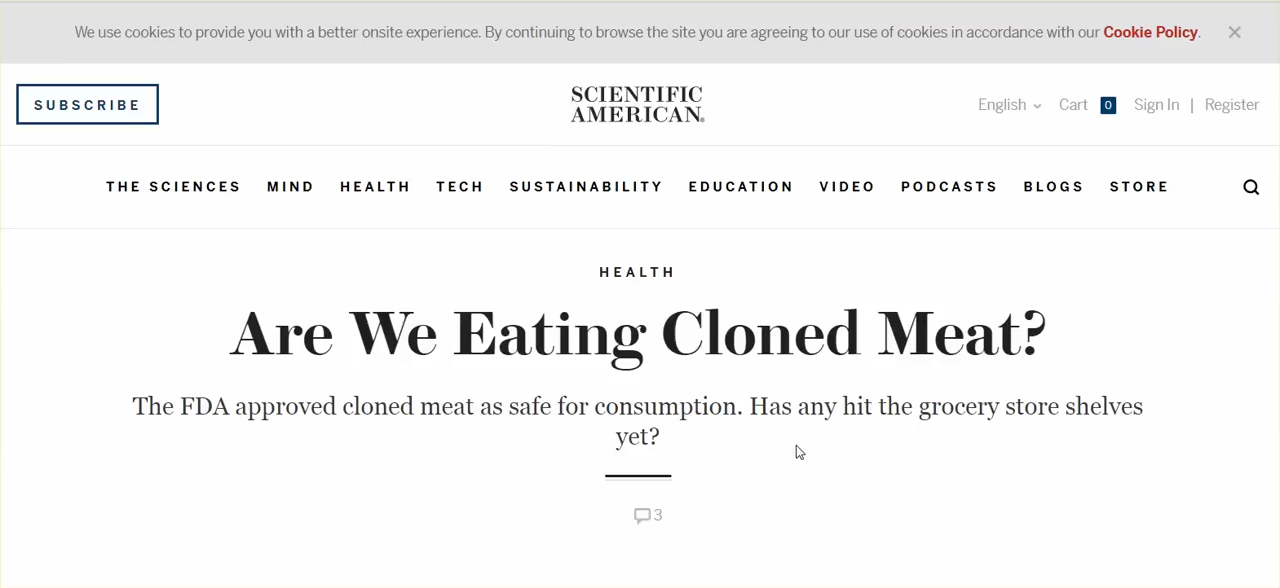 We use cookies to provide you with a better onsite experience. By continuing to browse the site you are agreeing to our use of cookies in accordance with our Cookie Policy.
SUBSCRIBE
SCIENTIFIC
AMERICAN®
English Cart 0 Sign In | Register
THE SCIENCES MIND HEALTH TECH SUSTAINABILITY EDUCATION VIDEO PODCASTS BLOGS STORE
HEALTH
Are We Eating Cloned Meat?
The FDA approved cloned meat as safe for consumption. Has any hit the grocery store shelves
yet?
3